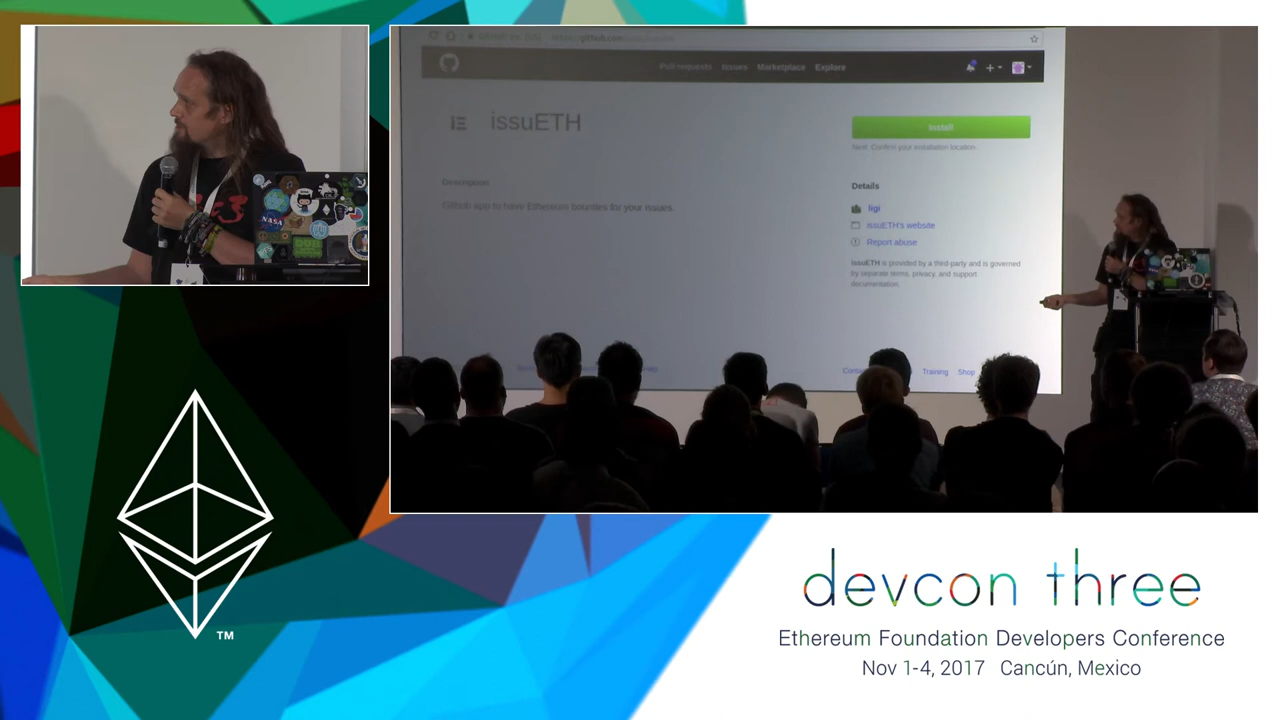 NASA
DUB
Pull requests Issues Marketplace Explore
issuETH
Install
Next: Confirm your installation location.
Description
Github app to have Ethereum bounties for your issues.
Details
ligi
issuETH's website
Report abuse
issuETH is provided by a third-party and is governed
by separate terms, privacy, and support
documentation.
Training Shop
TM
devcon three
Ethereum Foundation Developers Conference
Nov 1-4, 2017 Cancún, Mexico